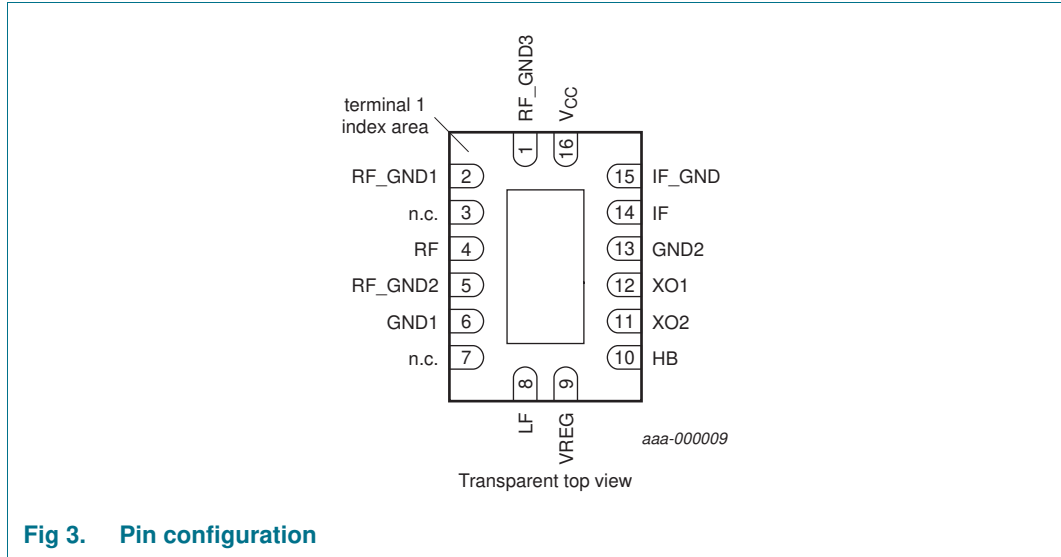 RF_GND3
VCC
terminal 1
index area
1
16
RF_GND1 2
15 IF_GND
n.c. 3
14 IF
RF 4
13 GND2
RF_GND2 5
12 XO1
GND1 6
11 XO2
n.c. 7
10 HB
8
9
LF
VREG
aaa-000009
Transparent top view
Fig 3. Pin configuration